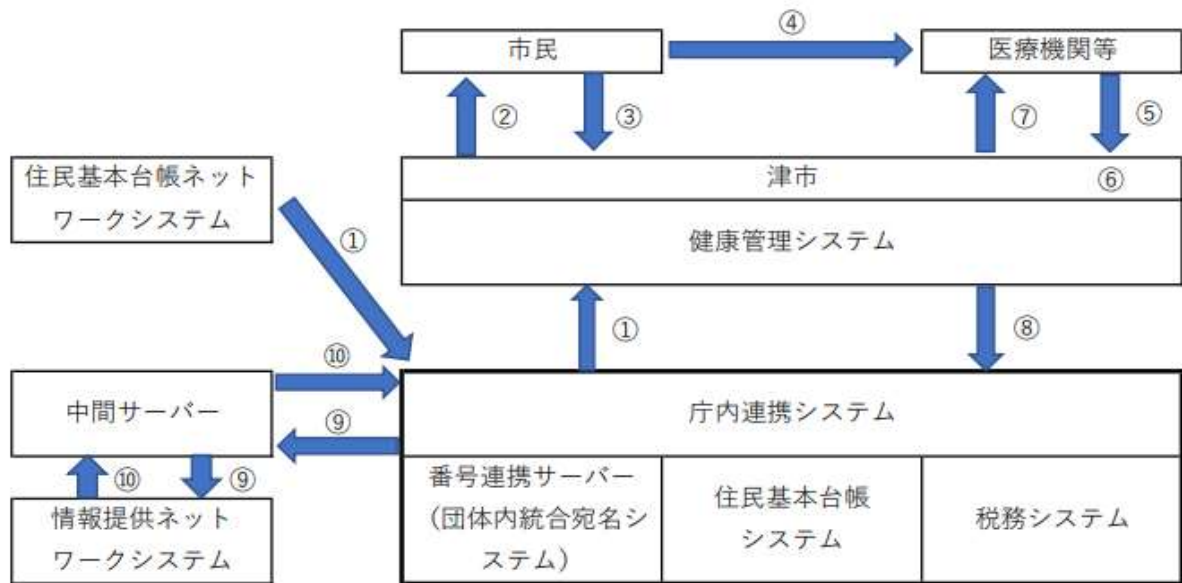 ④
市民
医療機関等
②
③
⑦
⑤
住民基本台帳ネット
ワークシステム
津市
⑥
①
健康管理システム
①
⑧
⑩
中間サーバー
庁内連携システム
⑨
⑩
⑨
番号連携サーバー
（団体内統合宛名シ
ステム）
住民基本台帳
システム
税務システム
情報提供ネット
ワークシステム